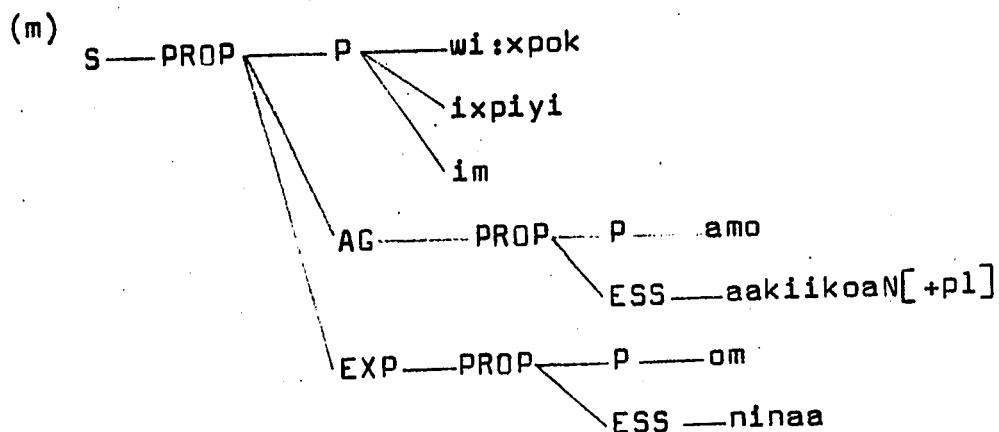 (m)
S PROP P wi:xpok
ixpiyi
im
AG PROP P amo
ESS aakiikoaN[+pl]
EXP PROP P om
ESS ninaa